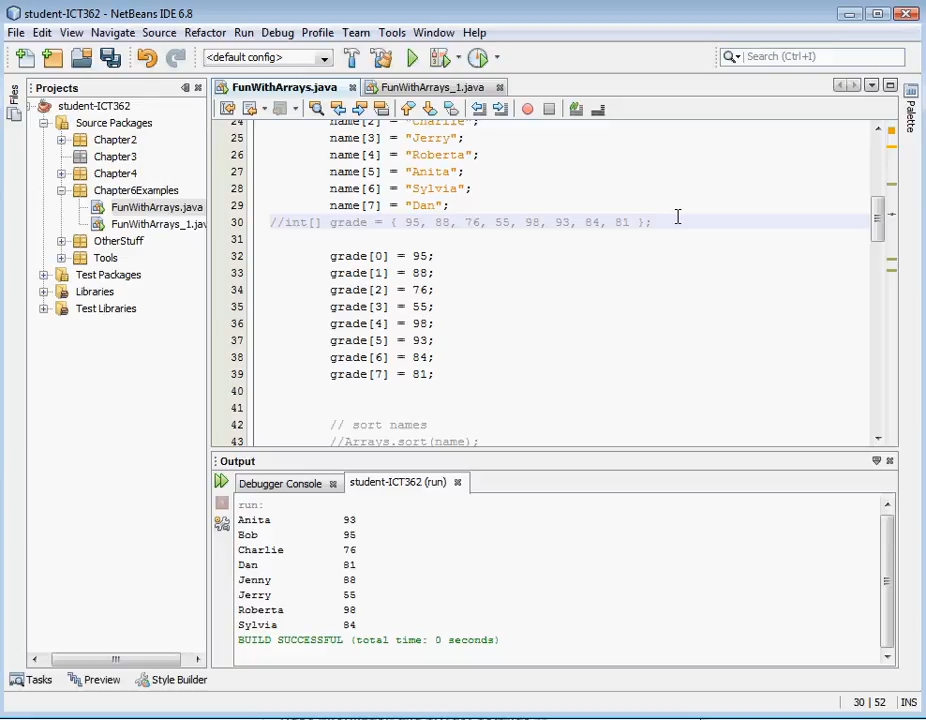 student-ICT362 - NetBeans IDE 6.8
File Edit View Navigate Source Refactor Run Debug Profile Team Tools Window Help
<default config>
Search (Ctrl+I)
Files
Projects
student-ICT362
Source Packages
Chapter2
Chapter3
Chapter4
Chapter6Examples
FunWithArrays.java
FunWithArrays_1.jav
OtherStuff
Tools
Test Packages
Libraries
Test Libraries
FunWithArrays.java FunWithArrays_1.java
Palette
24 name[2] = "Charlie";
25 name[3] = "Jerry";
26 name[4] = "Roberta";
27 name[5] = "Anita";
28 name[6] = "Sylvia";
29 name[7] = "Dan";
30 //int[] grade = { 95, 88, 76, 55, 98, 93, 84, 81 };
31
32 grade[0] = 95;
33 grade[1] = 88;
34 grade[2] = 76;
35 grade[3] = 55;
36 grade[4] = 98;
37 grade[5] = 93;
38 grade[6] = 84;
39 grade[7] = 81;
40
41
42 // sort names
43 //Arrays.sort(name);
Output
Debugger Console student-ICT362 (run)
run:
Anita 93
Bob 95
Charlie 76
Dan 81
Jenny 88
Jerry 55
Roberta 98
Sylvia 84
BUILD SUCCESSFUL (total time: 0 seconds)
Tasks Preview Style Builder
30 | 52 INS